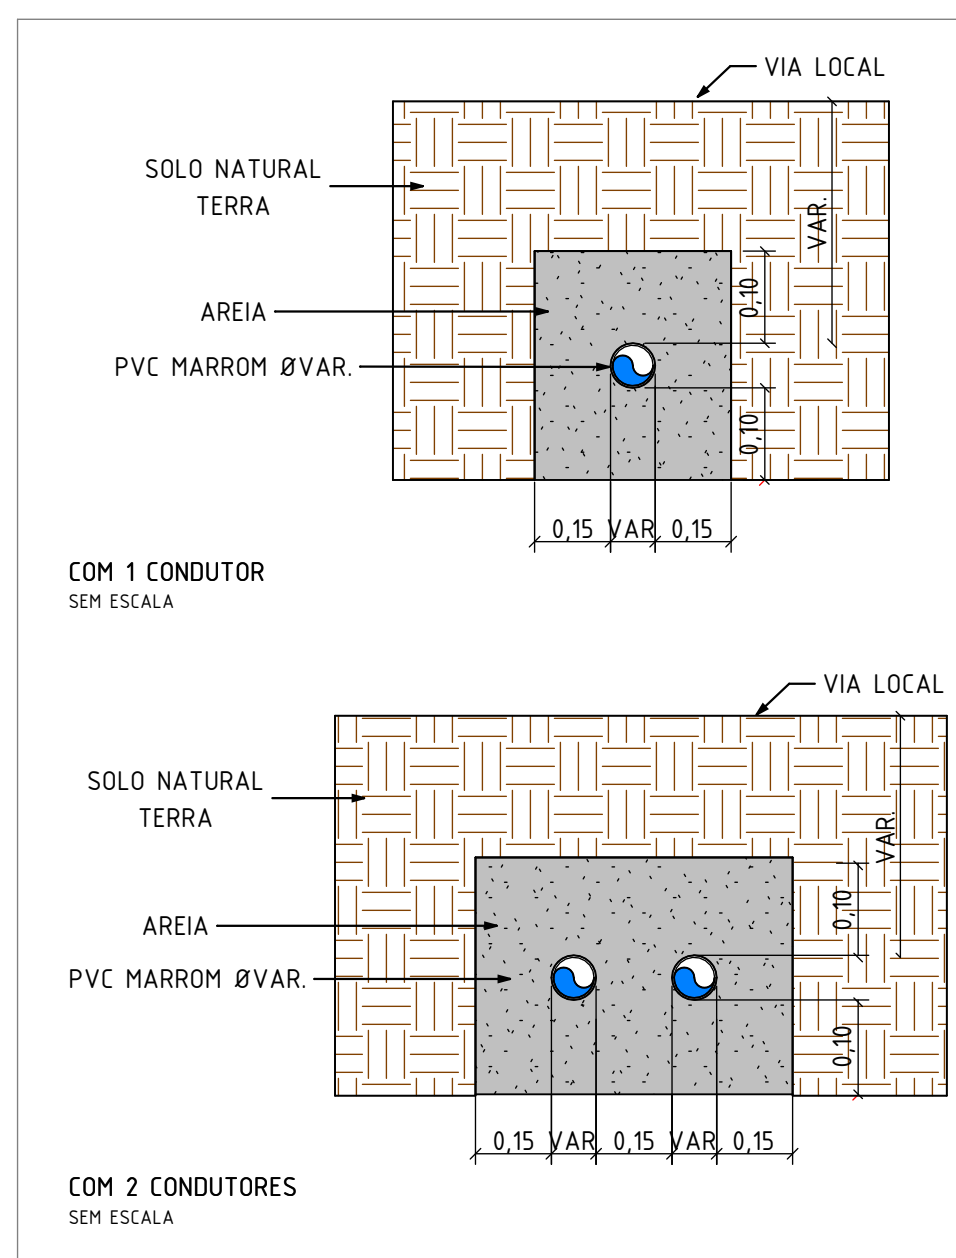 VIA LOCAL
SOLO NATURAL
TERRA
VAR.
0,10
AREIA
PVC MARROM ØVAR.
0,10
0,15 VAR. 0,15
COM 1 CONDUTOR
SEM ESCALA
VIA LOCAL
SOLO NATURAL
TERRA
VAR.
0,10
AREIA
PVC MARROM ØVAR.
0,10
0,15 VAR. 0,15 VAR. 0,15
COM 2 CONDUTORES
SEM ESCALA